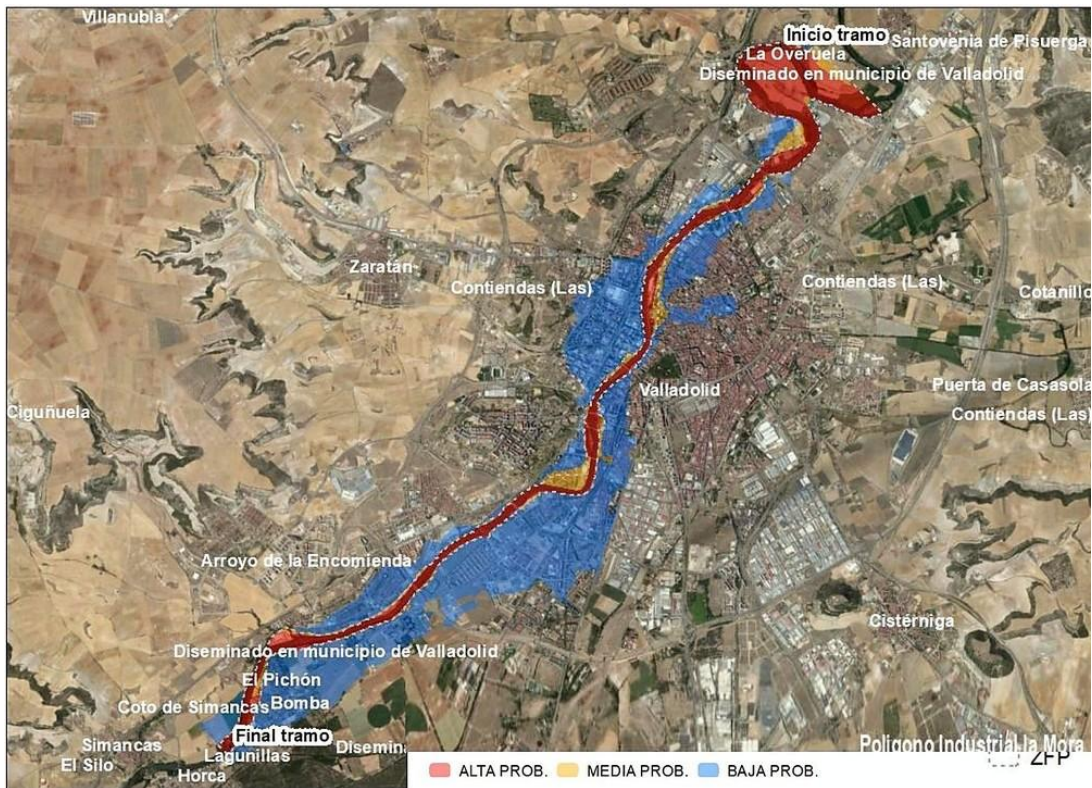 Villanubla
Inicio tramo
Santovenia de Pisuerga
La Overuela
Diseminado en municipio de Valladolid
Zaratán
Contiendas (Las)
Contiendas (Las)
Cotanillo
Puerta de Casasola
Valladolid
Ciguñuela
Contiendas (Las)
Arroyo de la Encomienda
Cistérniga
Diseminado en municipio de Valladolid
El Pichón
Coto de Simancas
Bomba
Final tramo
Simancas
Disemina
Lagunillas
El Silo
Horca
Poligono Industrial la Mora
ZFP
ALTA PROB.
MEDIA PROB.
BAJA PROB.